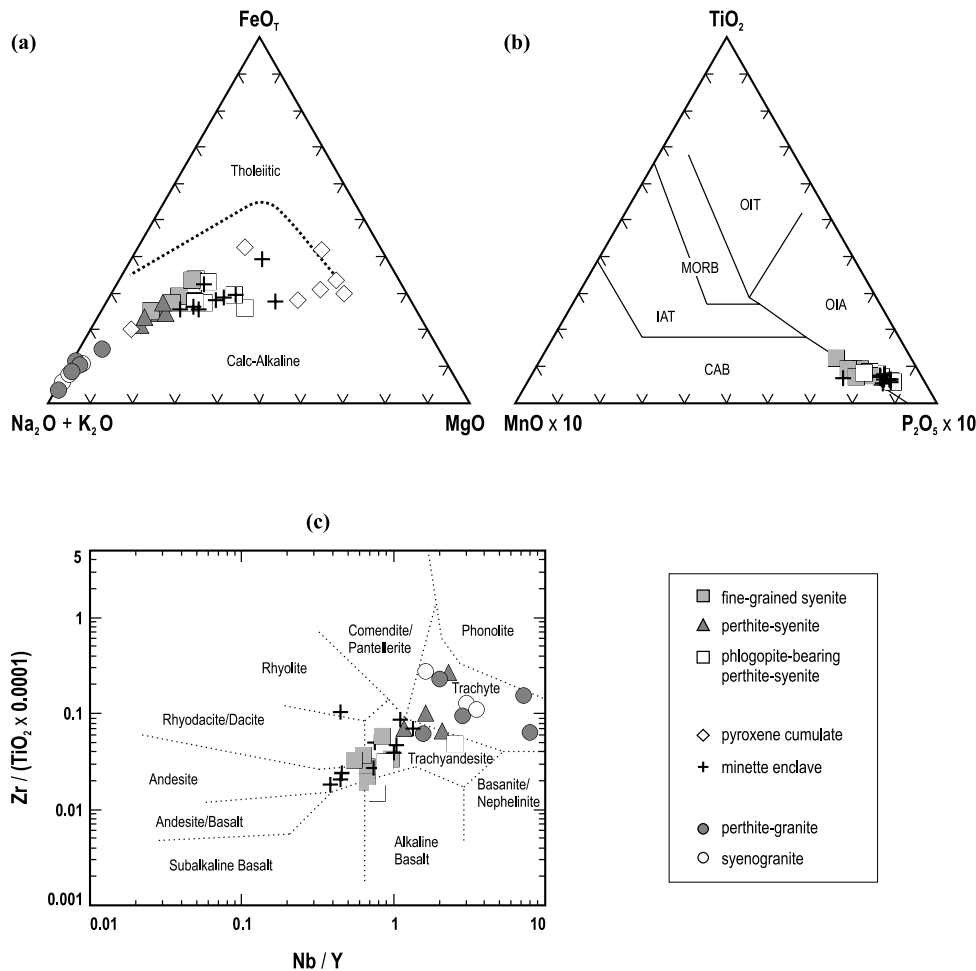 (a)
FeO_T
Tholeiitic
Calc-Alkaline
Na₂O + K₂O
MgO
(b)
TiO₂
OIT
MORB
OIA
IAT
CAB
MnO x 10
P₂O₅ x 10
(c)
Zr / (TiO₂ x 0.0001)
5
1
0.1
0.01
0.001
Comendite/
Pantellerite
Phonolite
Rhyolite
Trachyte
Rhyodacite/Dacite
Trachyandesite
Andesite
Basanite/
Nephelinite
Andesite/Basalt
Alkaline
Basalt
Subalkaline Basalt
0.01
0.1
1
10
Nb / Y
fine-grained syenite
perthite-syenite
phlogopite-bearing
perthite-syenite
pyroxene cumulate
minette enclave
perthite-granite
syenogranite